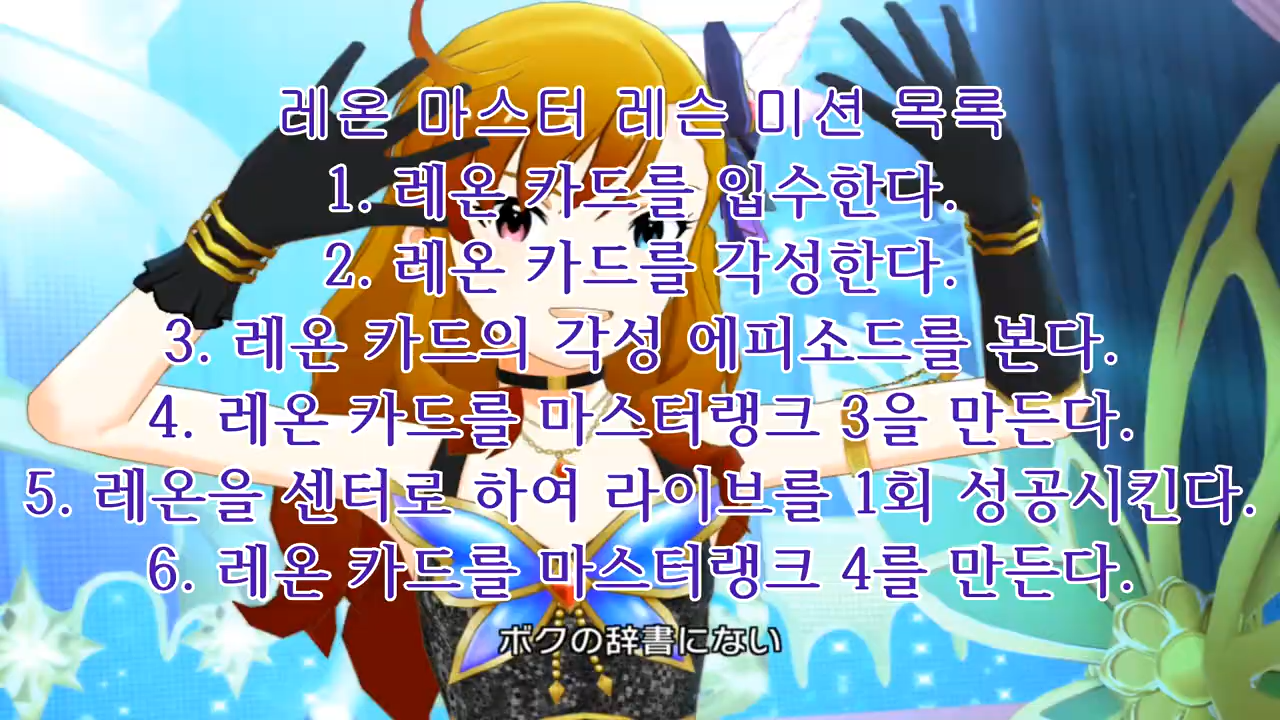 레온 마스터 레슨 미션 목록
1. 레온 카드를 입수한다.
2. 레온 카드를 각성한다.
3. 레온 카드의 각성 에피소드를 본다.
4. 레온 카드를 마스터랭크 3을 만든다.
5. 레온을 센터로 하여 라이브를 1회 성공시킨다.
6. 레온 카드를 마스터랭크 4를 만든다.
ボクの辞書にない